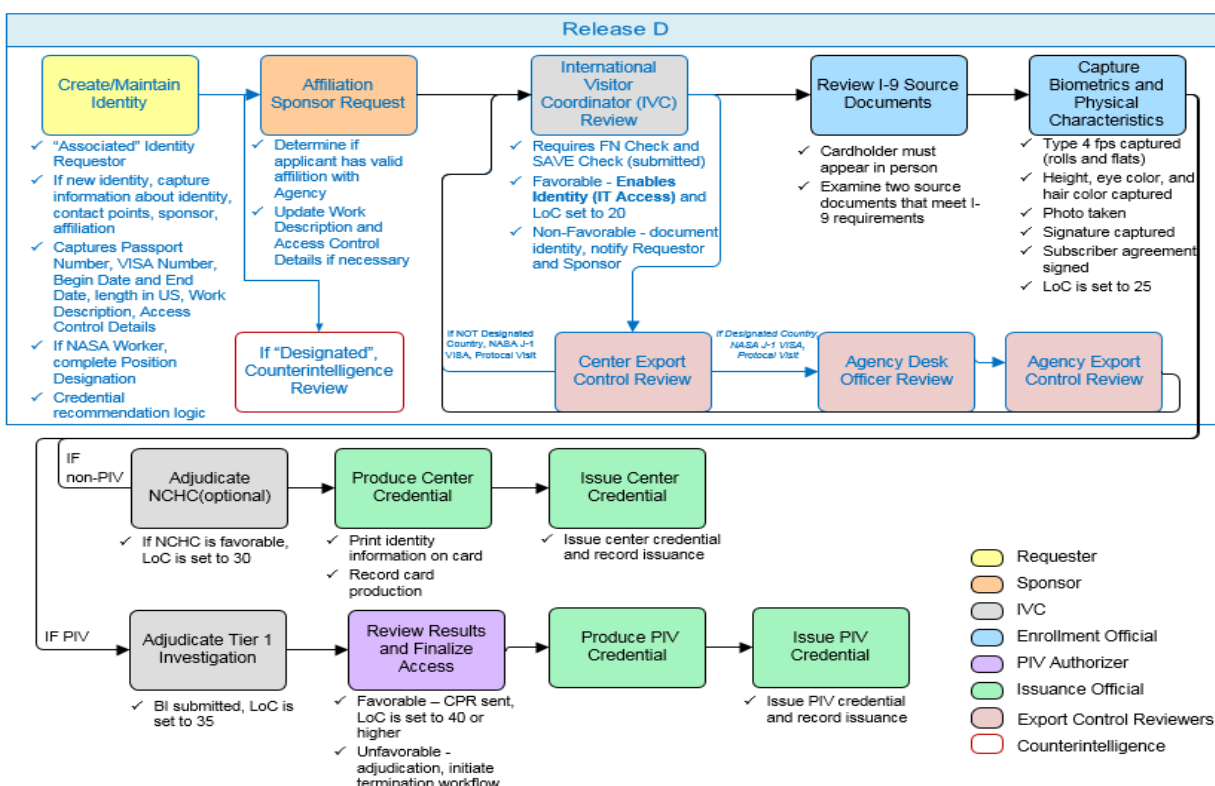 Release D
Create/Maintain
Identity
✓ "Associated" Identity
Requestor
✓ If new identity, capture
information about identity,
contact points, sponsor,
affiliation
✓ Captures Passport
Number, VISA Number,
Begin Date and End
Date, length in US, Work
Description, Access
Control Details
✓ If NASA Worker,
complete Position
Designation
✓ Credential
recommendation logic
Affiliation
Sponsor Request
✓ Determine if
applicant has valid
affilition with
Agency
✓ Update Work
Description and
Access Control
Details if necessary
If "Designated",
Counterintelligence
Review
International
Visitor
Coordinator (IVC)
Review
✓ Requires FN Check and
SAVE Check (submitted)
✓ Favorable - Enables
Identity (IT Access) and
LoC set to 20
✓ Non-Favorable - document
identity, notify Requestor
and Sponsor
Review I-9 Source
Documents
✓ Cardholder must
appear in person
✓ Examine two source
documents that meet I-
9 requirements
Capture
Biometrics and
Physical
Characteristics
✓ Type 4 fps captured
(rolls and flats)
✓ Height, eye color, and
hair color captured
✓ Photo taken
✓ Signature captured
✓ Subscriber agreement
signed
✓ LoC is set to 25
If NOT Designated
Country, NASA J-1
VISA, Protocal Visit
Center Export
Control Review
If Designated Country,
NASA J-1 VISA,
Protocal Visit
Agency Desk
Officer Review
Agency Export
Control Review
IF
non-PIV
Adjudicate
NCHC(optional)
✓ If NCHC is favorable,
LoC is set to 30
Produce Center
Credential
✓ Print identity
information on card
✓ Record card
production
Issue Center
Credential
✓ Issue center credential
and record issuance
IF PIV
Adjudicate Tier 1
Investigation
✓ BI submitted, LoC is
set to 35
Review Results
and Finalize
Access
✓ Favorable – CPR sent,
LoC is set to 40 or
higher
✓ Unfavorable -
adjudication, initiate
termination workflow
Produce PIV
Credential
Issue PIV
Credential
✓ Issue PIV credential
and record issuance
Requester
Sponsor
IVC
Enrollment Official
PIV Authorizer
Issuance Official
Export Control Reviewers
Counterintelligence